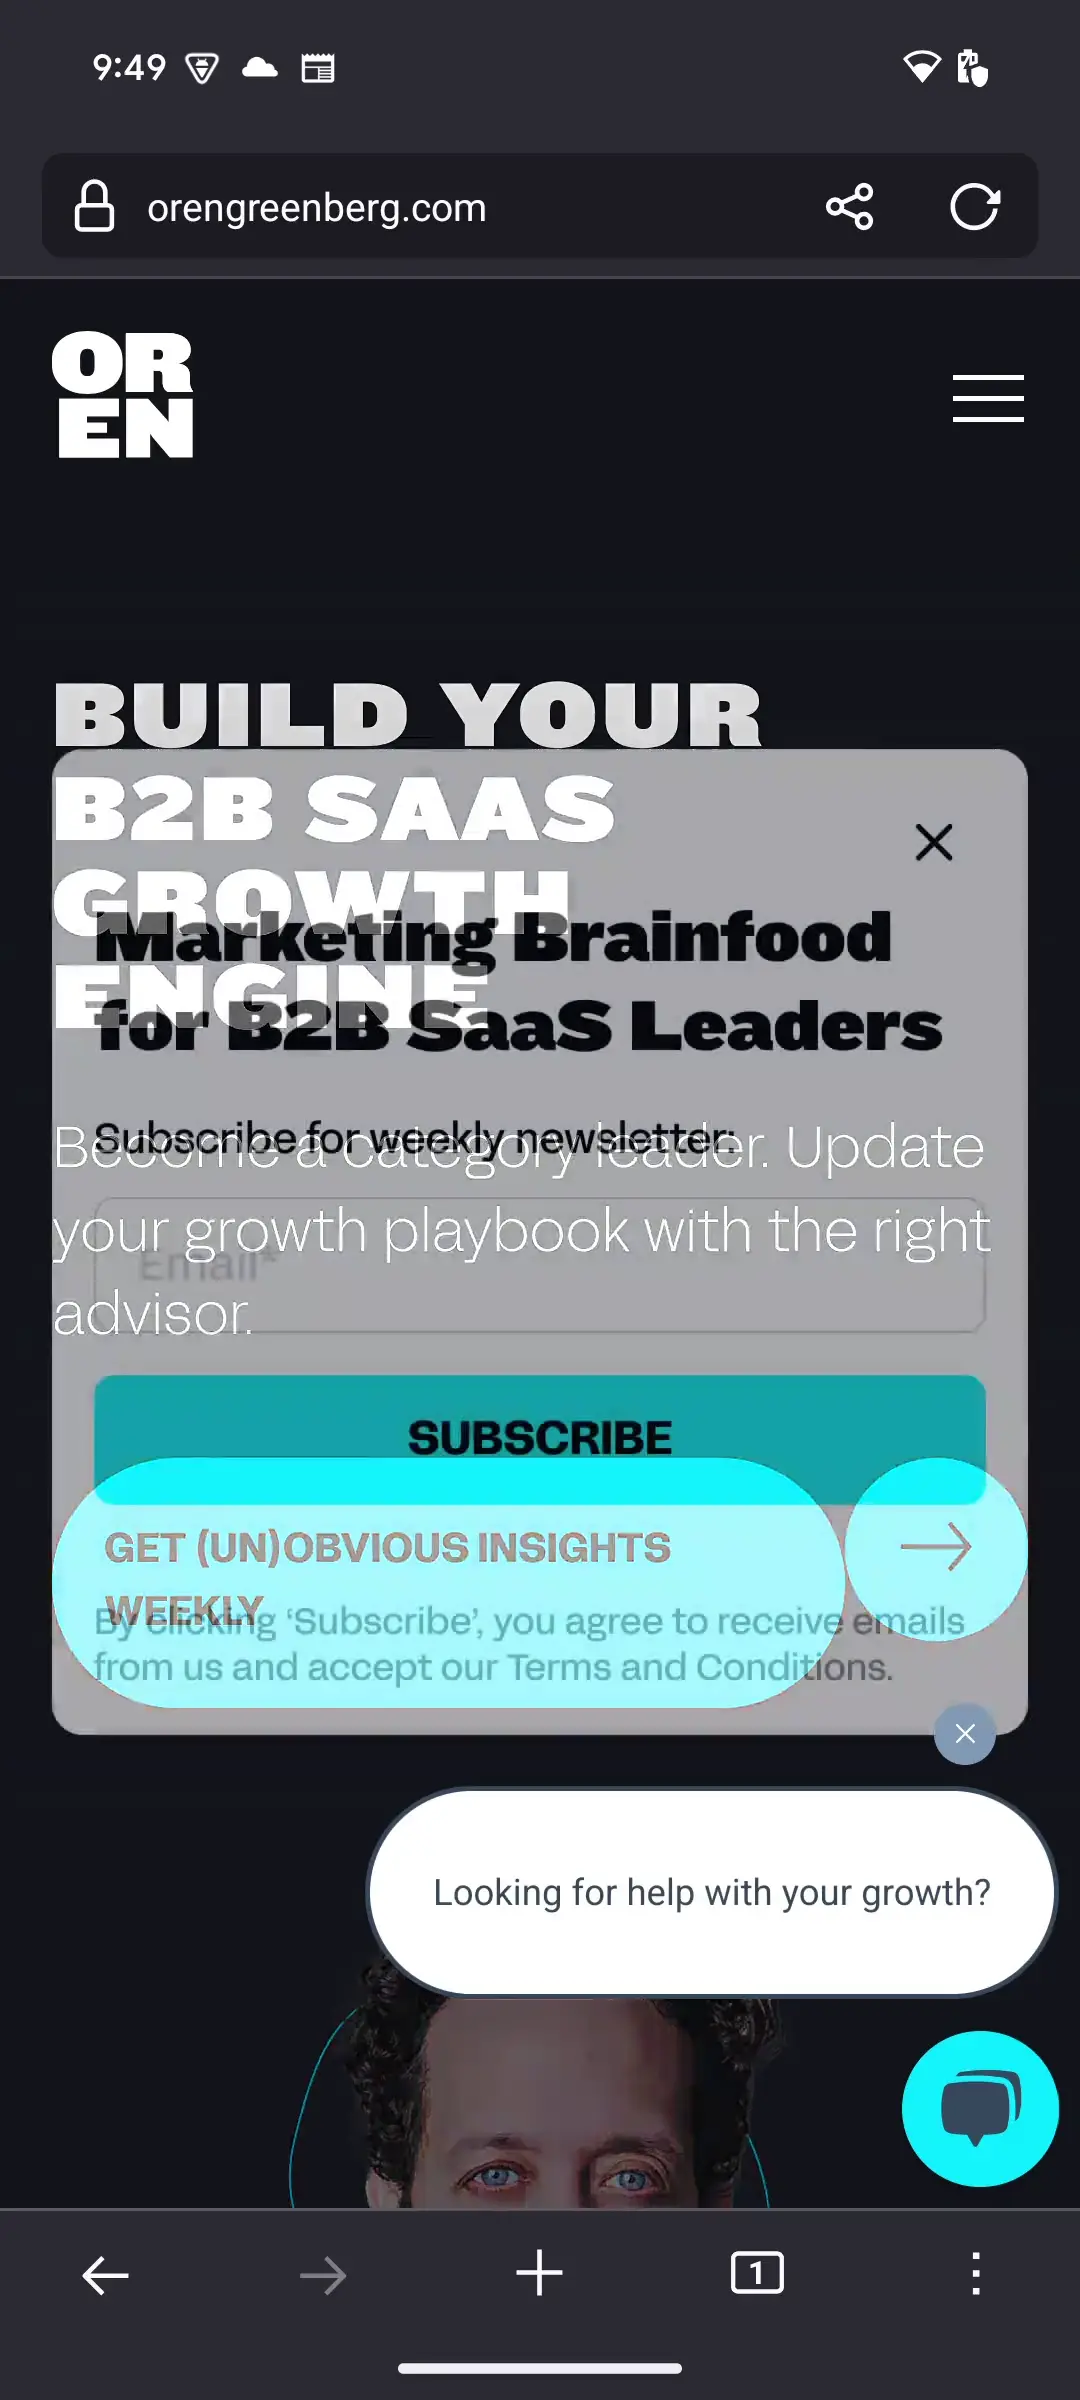 9:49
orengreenberg.com
OR
EN
BUILD YOUR
B2B SAAS
GROWTH
ENGINE
Marketing Brainfood
for B2B SaaS Leaders
Subscribe for weekly newsletter:
Become a category leader. Update
your growth playbook with the right
advisor.
Email*
SUBSCRIBE
GET (UN)OBVIOUS INSIGHTS
WEEKLY
By clicking ‘Subscribe’, you agree to receive emails
from us and accept our Terms and Conditions.
Looking for help with your growth?
1